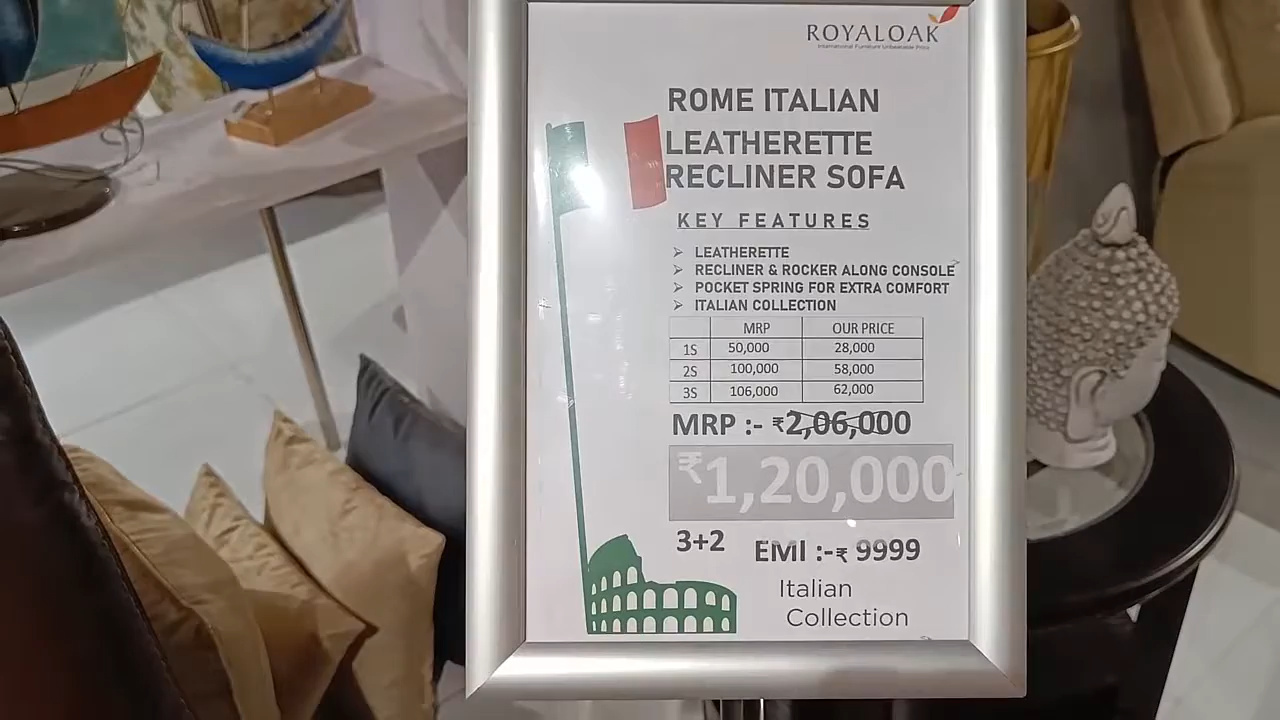 ROYALOAK
International Furniture Unbeatable Price
ROME ITALIAN
LEATHERETTE
RECLINER SOFA
KEY FEATURES
➢ LEATHERETTE
➢ RECLINER & ROCKER ALONG CONSOLE
➢ POCKET SPRING FOR EXTRA COMFORT
➢ ITALIAN COLLECTION
MRP OUR PRICE
1S 50,000 28,000
2S 100,000 58,000
3S 106,000 62,000
MRP :- ₹2,06,000
₹1,20,000
3+2 EMI :-₹ 9999
Italian
Collection